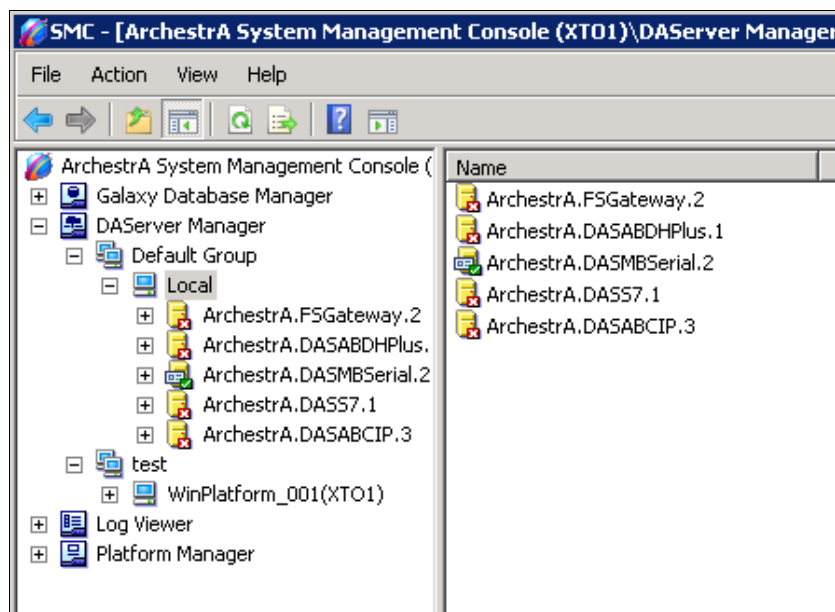 SMC - [ArchestrA System Management Console (XTO1)\DAServer Manager
File Action View Help
ArchestrA System Management Console (
Galaxy Database Manager
DAServer Manager
Default Group
Local
ArchestrA.FSGateway.2
ArchestrA.DASABDHPlus.
ArchestrA.DASMBSerial.2
ArchestrA.DASS7.1
ArchestrA.DASABCIP.3
test
WinPlatform_001(XTO1)
Log Viewer
Platform Manager
Name
ArchestrA.FSGateway.2
ArchestrA.DASABDHPlus.1
ArchestrA.DASMBSerial.2
ArchestrA.DASS7.1
ArchestrA.DASABCIP.3